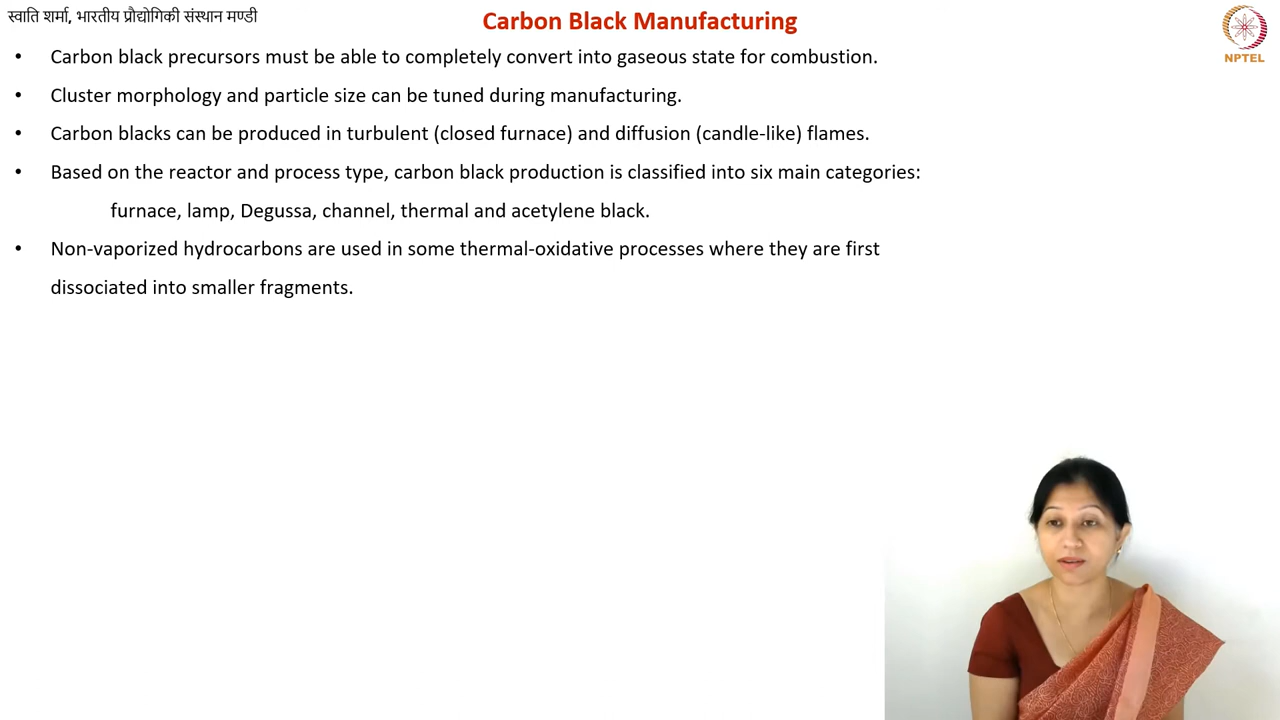 स्वाति शर्मा, भारतीय प्रौद्योगिकी संस्थान मण्डी
Carbon Black Manufacturing
NPTEL
• Carbon black precursors must be able to completely convert into gaseous state for combustion.
• Cluster morphology and particle size can be tuned during manufacturing.
• Carbon blacks can be produced in turbulent (closed furnace) and diffusion (candle-like) flames.
• Based on the reactor and process type, carbon black production is classified into six main categories:
furnace, lamp, Degussa, channel, thermal and acetylene black.
• Non-vaporized hydrocarbons are used in some thermal-oxidative processes where they are first
dissociated into smaller fragments.